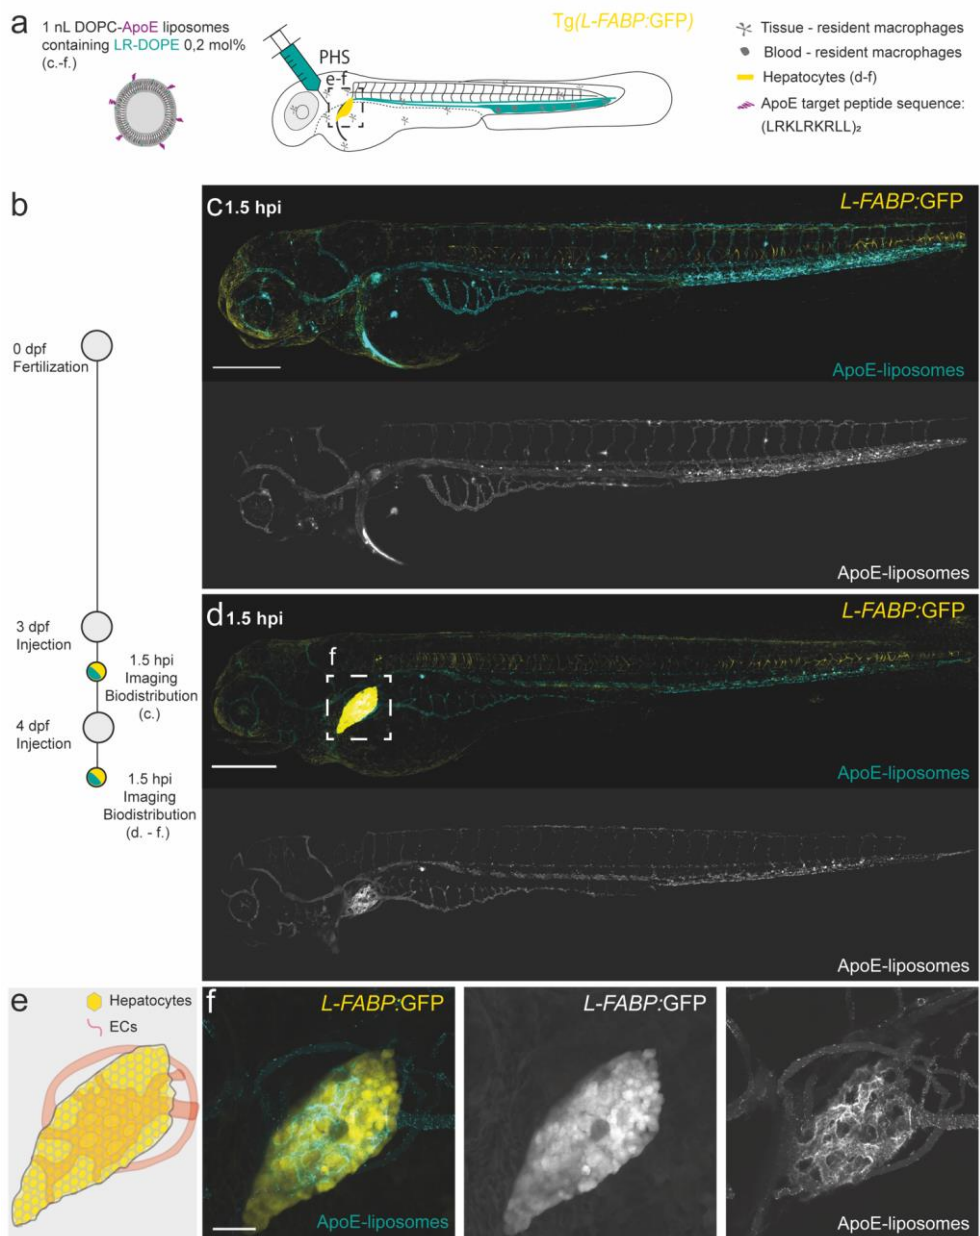 a
1 nL DOPC-ApoE liposomes
containing LR-DOPE 0,2 mol%
(c.-f.)
PHS
e-f
Tg(L-FABP:GFP)
Tissue - resident macrophages
Blood - resident macrophages
Hepatocytes (d-f)
ApoE target peptide sequence:
(LRKLRKRLL)₂
b
0 dpf
Fertilization
3 dpf
Injection
1.5 hpi
Imaging
Biodistribution
(c.)
4 dpf
Injection
1.5 hpi
Imaging
Biodistribution
(d. - f.)
c 1.5 hpi
L-FABP:GFP
ApoE-liposomes
ApoE-liposomes
d 1.5 hpi
L-FABP:GFP
f
ApoE-liposomes
ApoE-liposomes
e
Hepatocytes
ECs
f
L-FABP:GFP
ApoE-liposomes
L-FABP:GFP
ApoE-liposomes